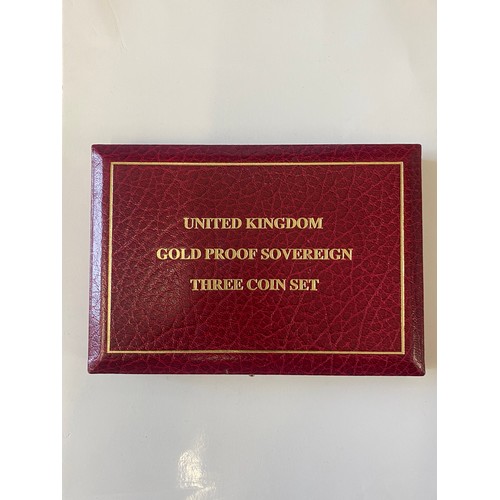 UNITED KINGDOM
GOLD PROOF SOVEREIGN
THREE COIN SET